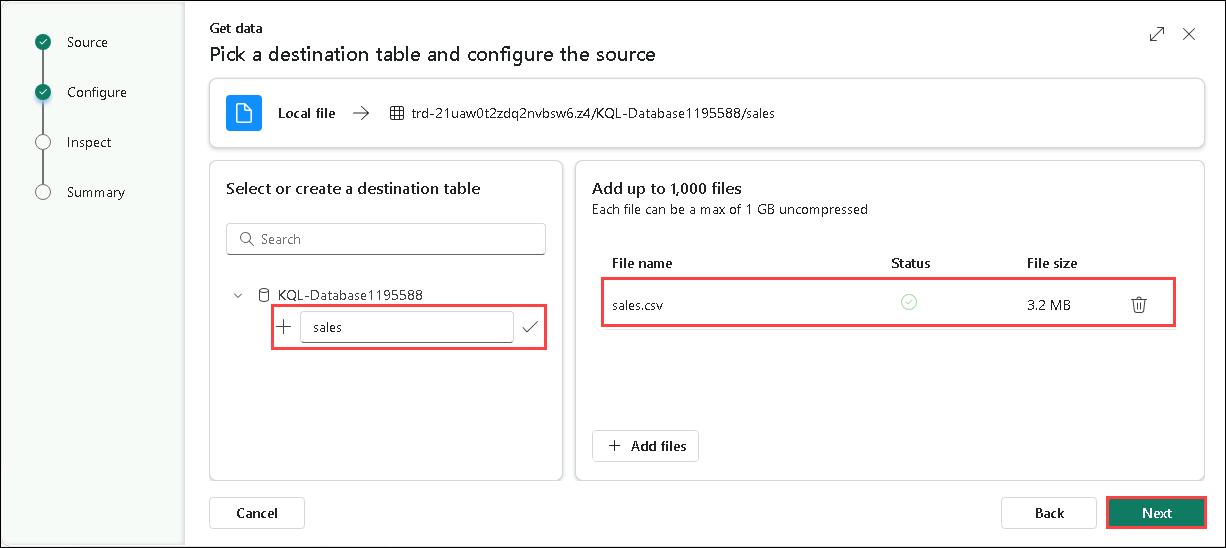 Source
Configure
Inspect
Summary
Get data
Pick a destination table and configure the source
Local file
trd-21uaw0t2zdq2nvbsw6.z4/KQL-Database1195588/sales
Select or create a destination table
Search
KQL-Database1195588
sales
Add up to 1,000 files
Each file can be a max of 1 GB uncompressed
File name Status File size
sales.csv 3.2 MB
Add files
Cancel Back Next